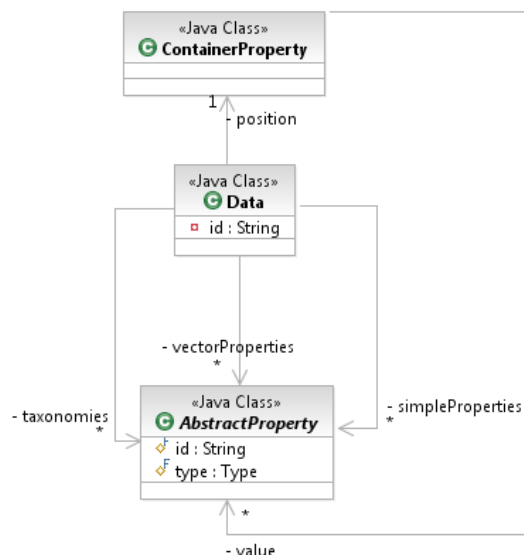 «Java Class»
C ContainerProperty
1
- position
«Java Class»
C Data
id : String
- vectorProperties
*
«Java Class»
C AbstractProperty
F id : String
F type : Type
- taxonomies
*
- simpleProperties
*
*
- value